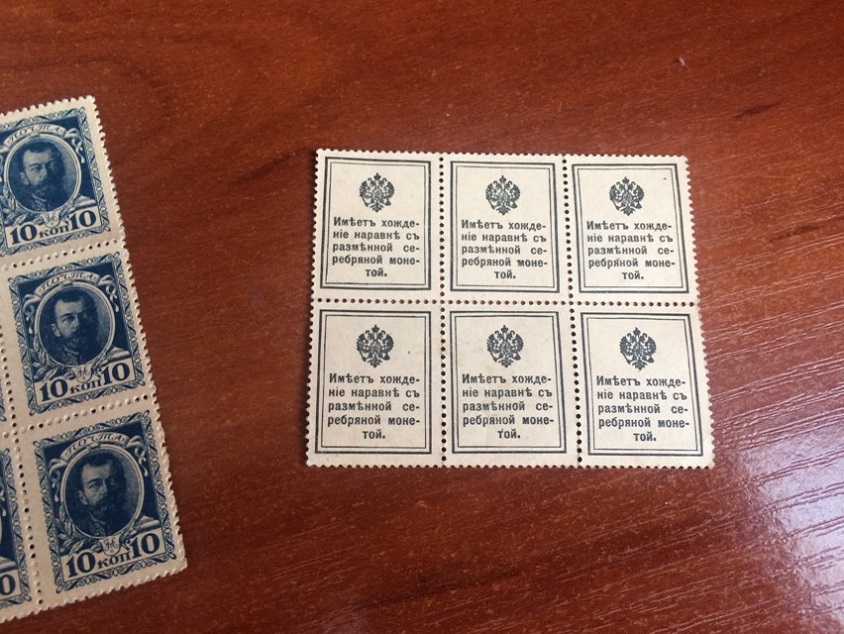 ПОЧТА
10 КОП 10
ПОЧТА
10 КОП 10
ПОЧТА
10 КОП 10
0
Имѣетъ хожде-
ніе наравнѣ съ
размѣнной се-
ребряной моне-
той.
Имѣетъ хожде-
ніе наравнѣ съ
размѣнной се-
ребряной моне-
той.
Имѣетъ хожде-
ніе наравнѣ съ
размѣнной се-
ребряной моне-
той.
Имѣетъ хожде-
ніе наравнѣ съ
размѣнной се-
ребряной моне-
той.
Имѣетъ хожде-
ніе наравнѣ съ
размѣнной се-
ребряной моне-
той.
Имѣетъ хожде-
ніе наравнѣ съ
размѣнной се-
ребряной моне-
той.